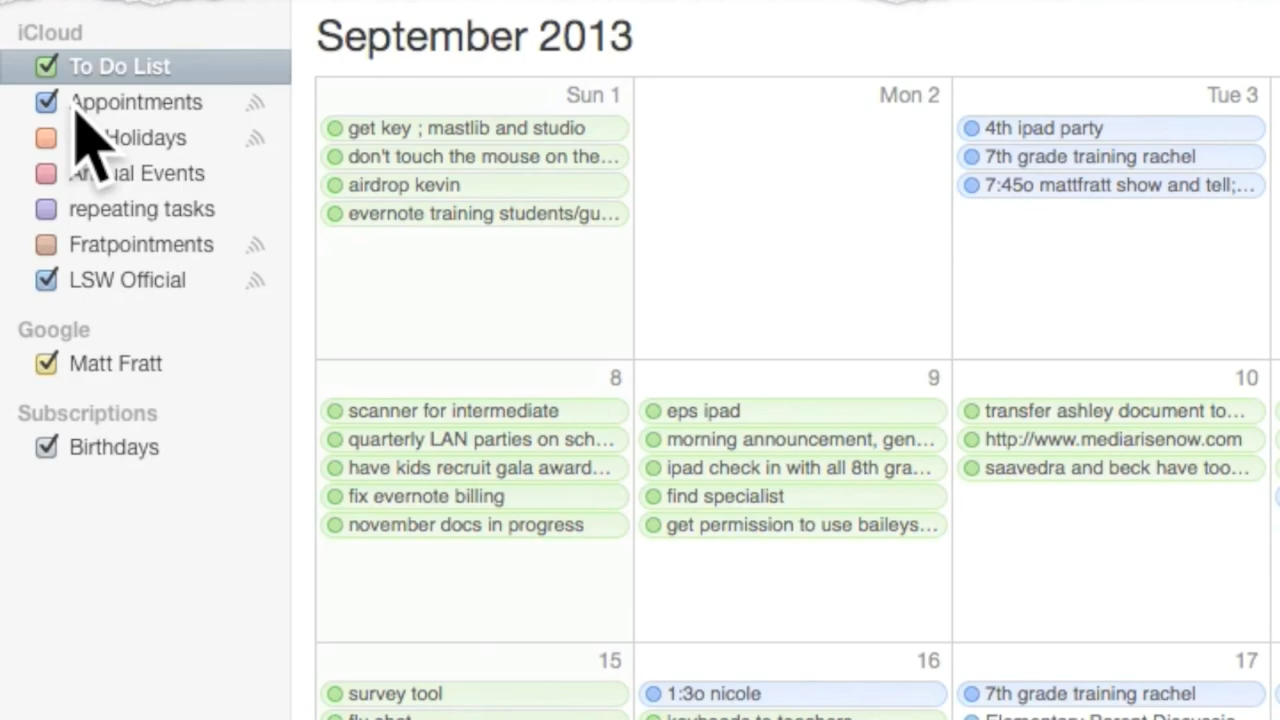 iCloud
To Do List
Appointments
Holidays
Events
repeating tasks
Fratpointments
LSW Official
Google
Matt Fratt
Subscriptions
Birthdays
September 2013
Sun 1
get key ; mastlib and studio
don't touch the mouse on the...
airdrop kevin
evernote training students/gu...
Mon 2
Tue 3
4th ipad party
7th grade training rachel
7:45o mattfratt show and tell;...
8
scanner for intermediate
quarterly LAN parties on sch...
have kids recruit gala award...
fix evernote billing
november docs in progress
9
eps ipad
morning announcement, gen...
ipad check in with all 8th gra...
find specialist
get permission to use baileys...
10
transfer ashley document to...
http://www.mediarisenow.com
saavedra and beck have too...
15
survey tool
16
1:3o nicole
17
7th grade training rachel